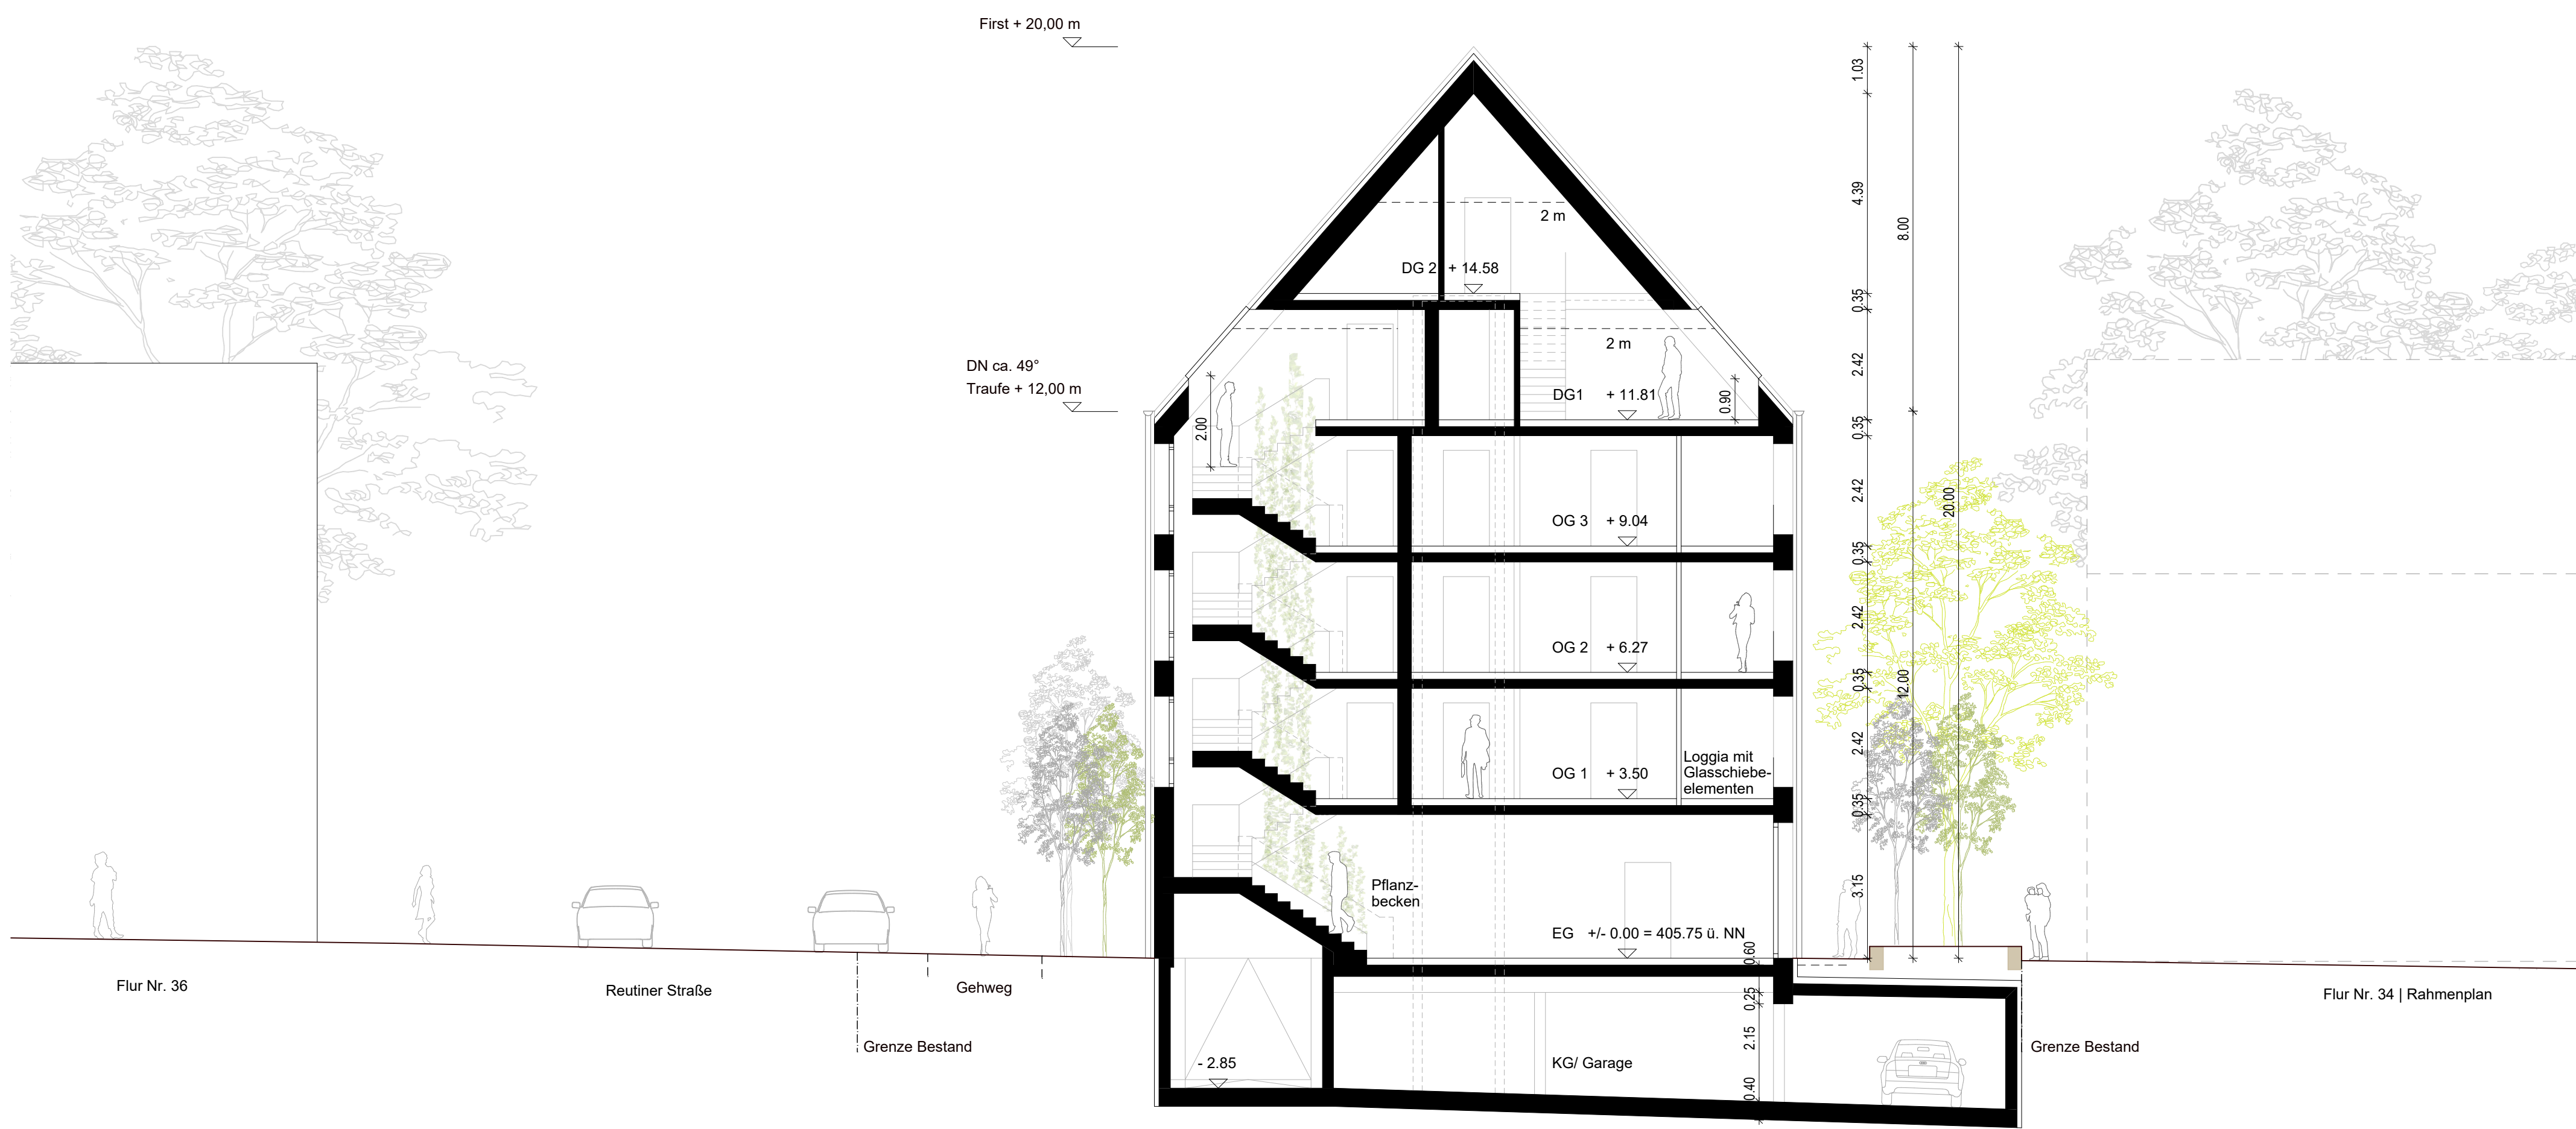 First + 20,00 m
1.03
4.39
8.00
2 m
DG 2 + 14.58
0.35
2 m
DN ca. 49°
Traufe + 12,00 m
2.42
DG1 + 11.81
0.90
2.00
0.35
2.42
20.00
OG 3 + 9.04
0.35
2.42
OG 2 + 6.27
0.35
12.00
2.42
Loggia mit
Glasschiebe-
elementen
OG 1 + 3.50
0.35
3.15
Pflanz-
becken
EG +/- 0.00 = 405.75 ü. NN
0.60
Flur Nr. 36
Reutiner Straße
Gehweg
0.25
Flur Nr. 34 | Rahmenplan
2.15
Grenze Bestand
Grenze Bestand
- 2.85
KG/ Garage
0.40